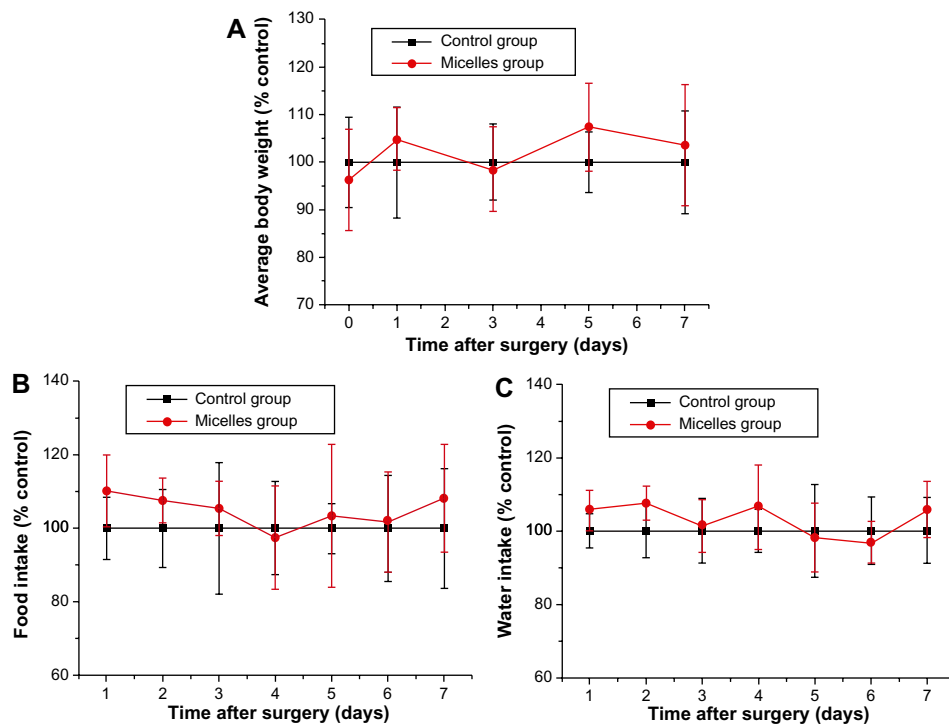 A
Average body weight (% control)
130
120
110
100
90
80
70
Control group
Micelles group
0 1 2 3 4 5 6 7
Time after surgery (days)
B
Food intake (% control)
140
120
100
80
60
Control group
Micelles group
1 2 3 4 5 6 7
Time after surgery (days)
C
Water intake (% control)
140
120
100
80
60
Control group
Micelles group
1 2 3 4 5 6 7
Time after surgery (days)